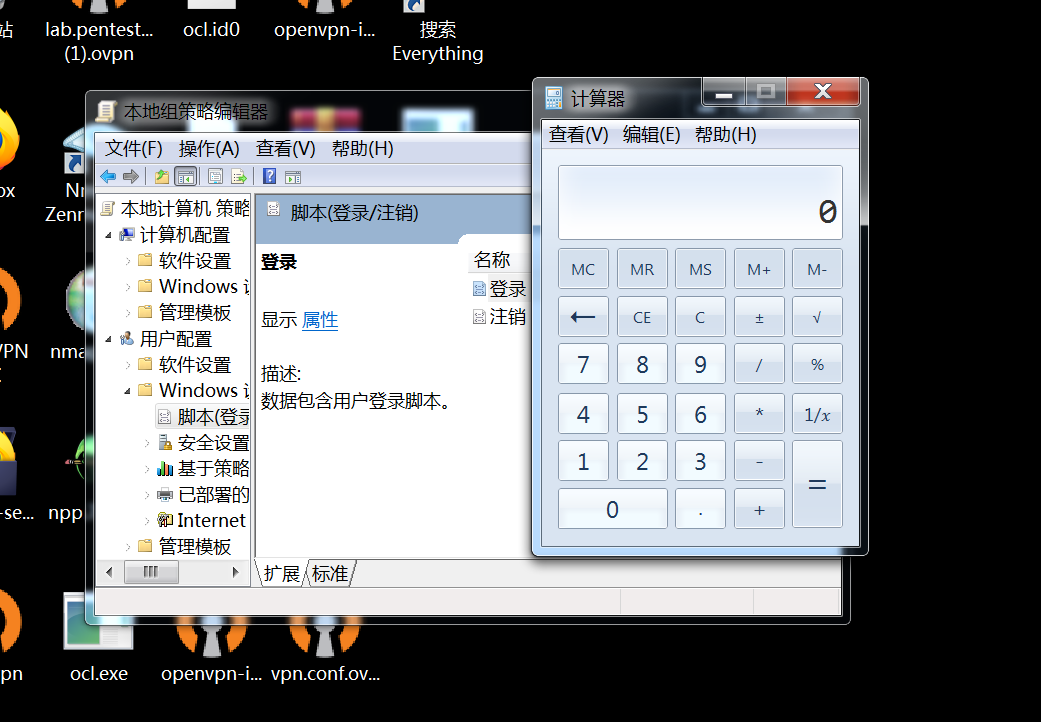 站
lab.pentest...
(1).ovpn
ocl.id0
openvpn-i...
搜索
Everything
本地组策略编辑器
文件(F) 操作(A) 查看(V) 帮助(H)
本地计算机 策略
计算机配置
软件设置
Windows
管理模板
用户配置
软件设置
Windows
脚本(登录
安全设置
基于策略
已部署的
Internet
管理模板
脚本(登录/注销)
登录
显示 属性
描述:
数据包含用户登录脚本。
名称
登录
注销
扩展 标准
计算器
查看(V) 编辑(E) 帮助(H)
0
MC MR MS M+ M-
← CE C ± √
7 8 9 / %
4 5 6 * 1/x
1 2 3 - =
0 . +
Zenr
VPN
nma
-se...
npp
pn
ocl.exe
openvpn-i...
vpn.conf.ov...